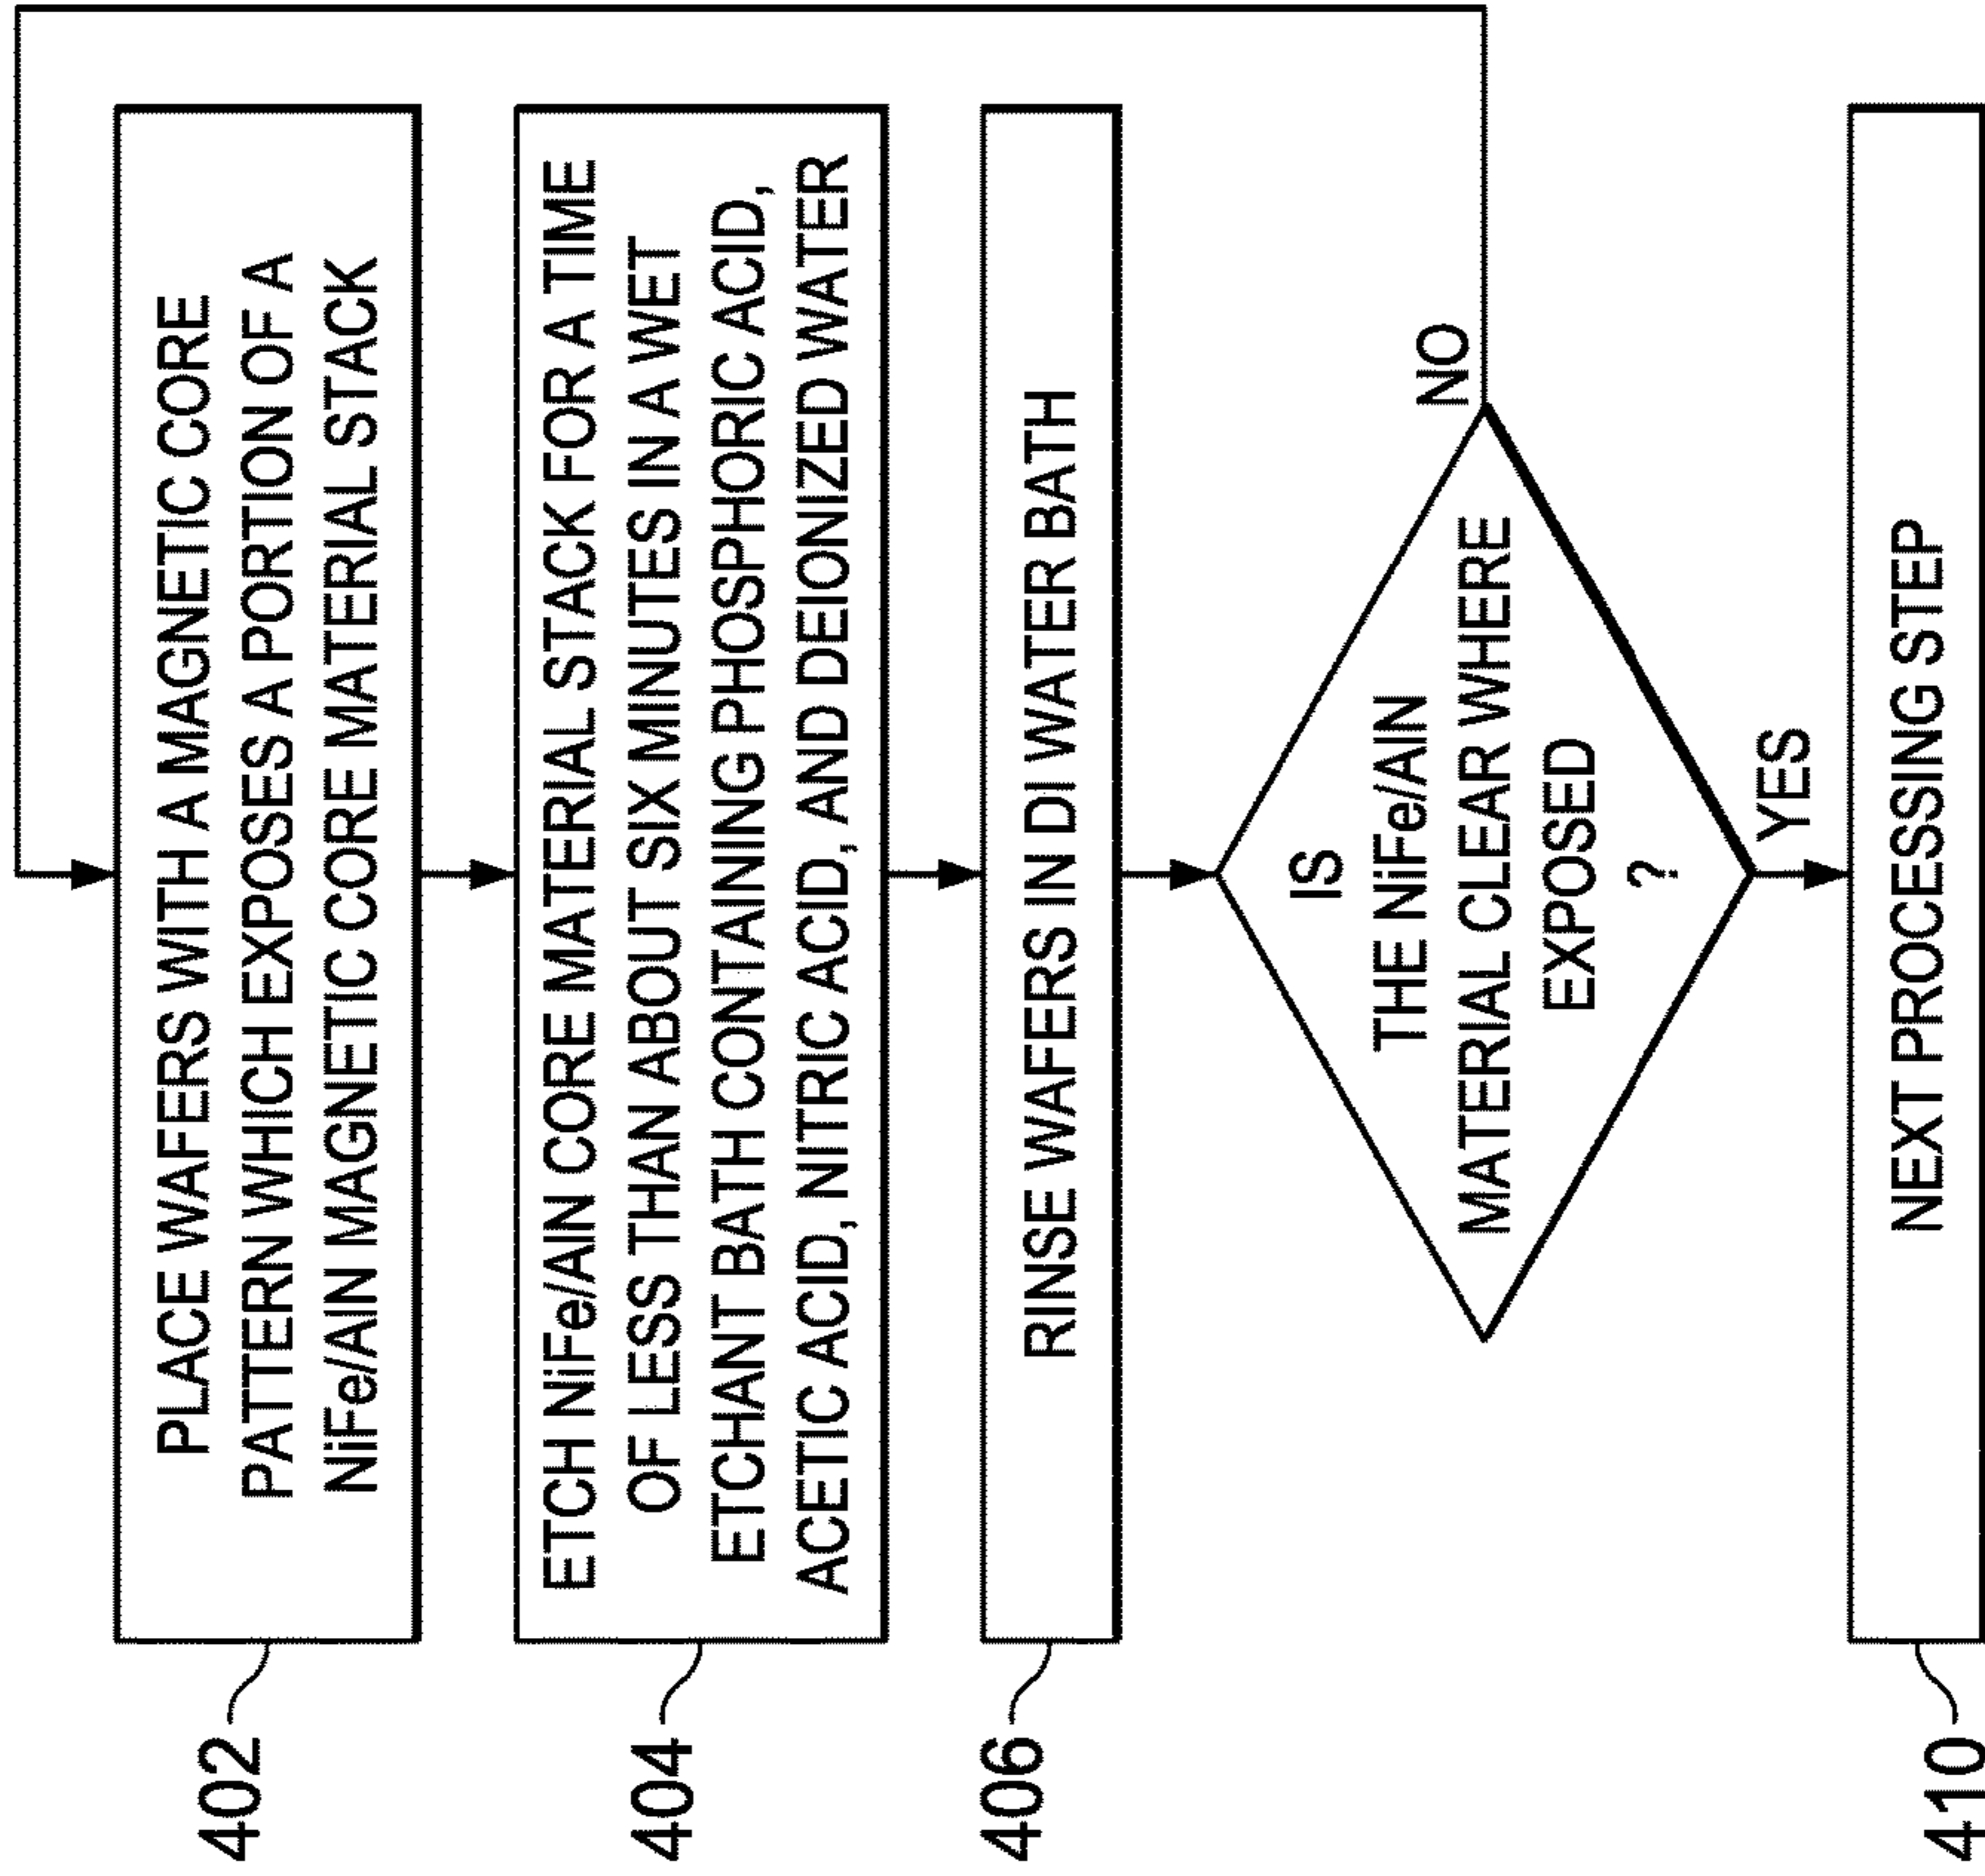 402
PLACE WAFERS WITH A MAGNETIC CORE
PATTERN WHICH EXPOSES A PORTION OF A
NiFe/AlN MAGNETIC CORE MATERIAL STACK
404
ETCH NiFe/AlN CORE MATERIAL STACK FOR A TIME
OF LESS THAN ABOUT SIX MINUTES IN A WET
ETCHANT BATH CONTAINING PHOSPHORIC ACID,
ACETIC ACID, NITRIC ACID, AND DEIONIZED WATER
406
RINSE WAFERS IN DI WATER BATH
IS
THE NiFe/AlN
MATERIAL CLEAR WHERE
EXPOSED
?
NO
YES
410
NEXT PROCESSING STEP